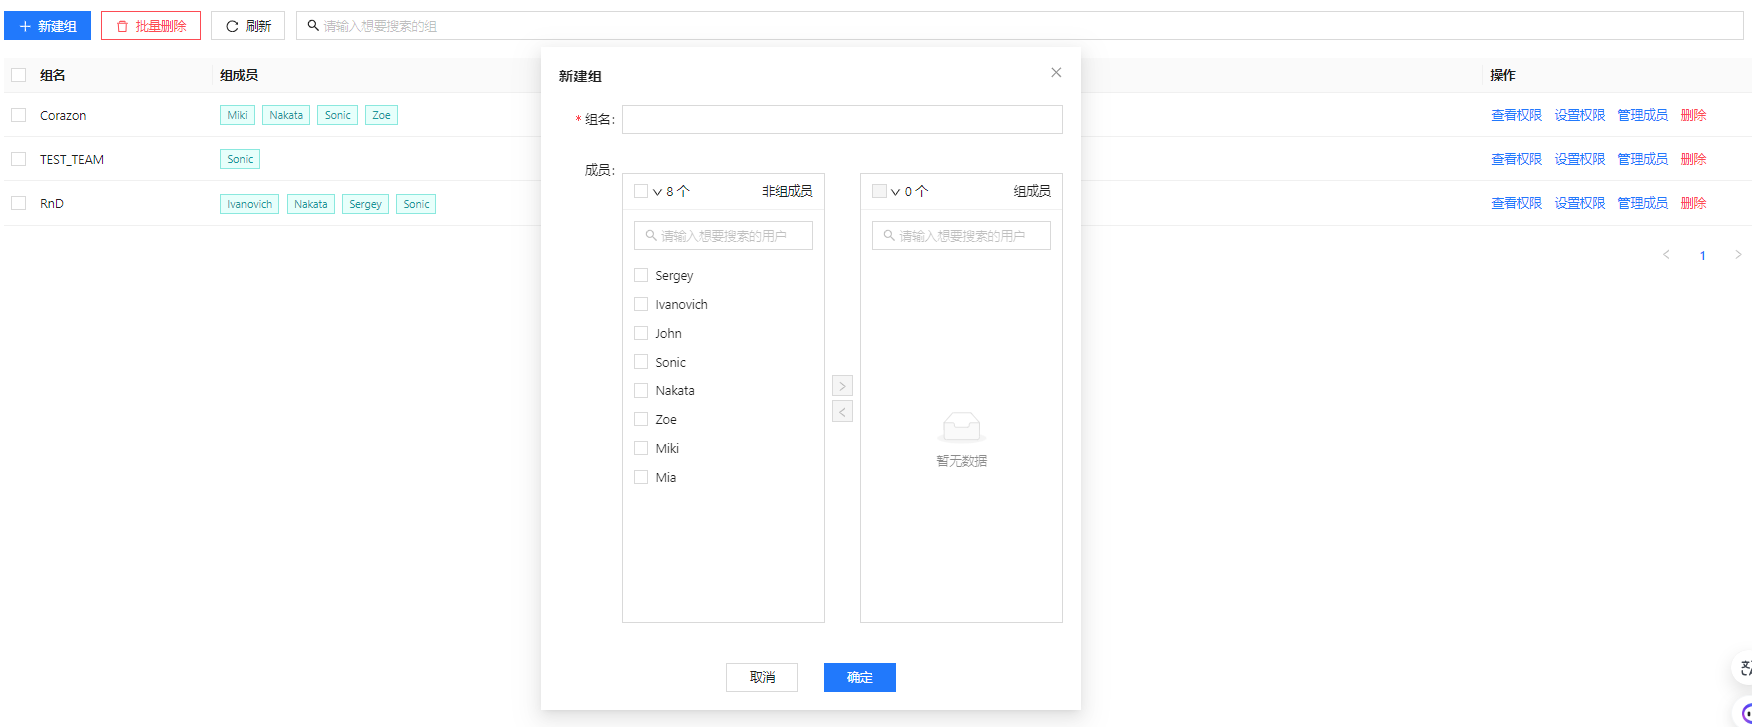 新建组 批量删除 刷新 请输入想要搜索的组
组名 组成员 操作
Corazon Miki Nakata Sonic Zoe 查看权限 设置权限 管理成员 删除
TEST_TEAM Sonic 查看权限 设置权限 管理成员 删除
RnD Ivanovich Nakata Sergey Sonic 查看权限 设置权限 管理成员 删除
< 1 >
新建组
* 组名:
成员:
8 个 非组成员
请输入想要搜索的用户
Sergey
Ivanovich
John
Sonic
Nakata
Zoe
Miki
Mia
>
<
0 个 组成员
请输入想要搜索的用户
暂无数据
取消 确定